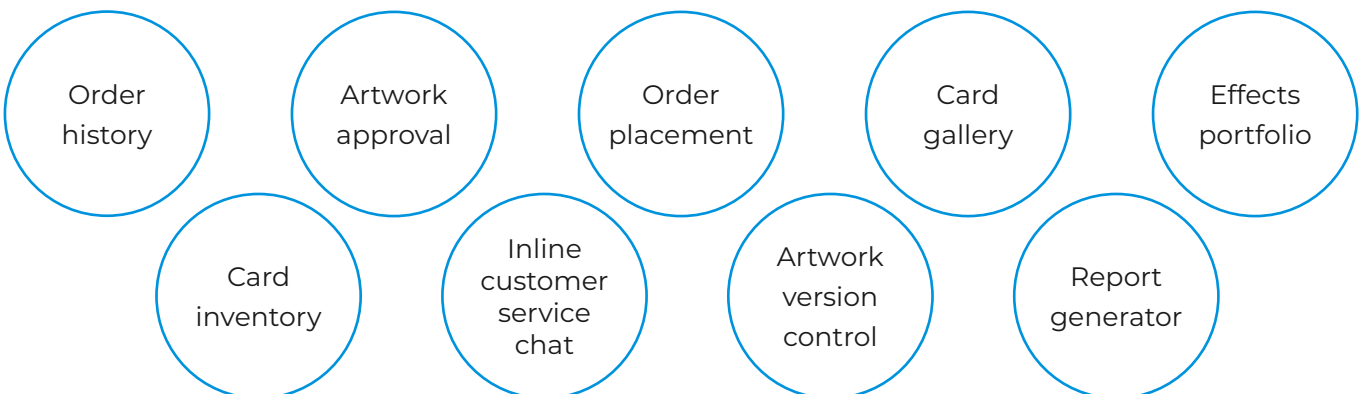 Order
history
Artwork
approval
Order
placement
Card
gallery
Effects
portfolio
Card
inventory
Inline
customer
service
chat
Artwork
version
control
Report
generator